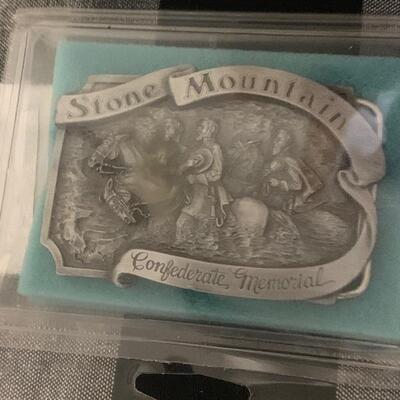 Stone Mountain
Confederate Memorial